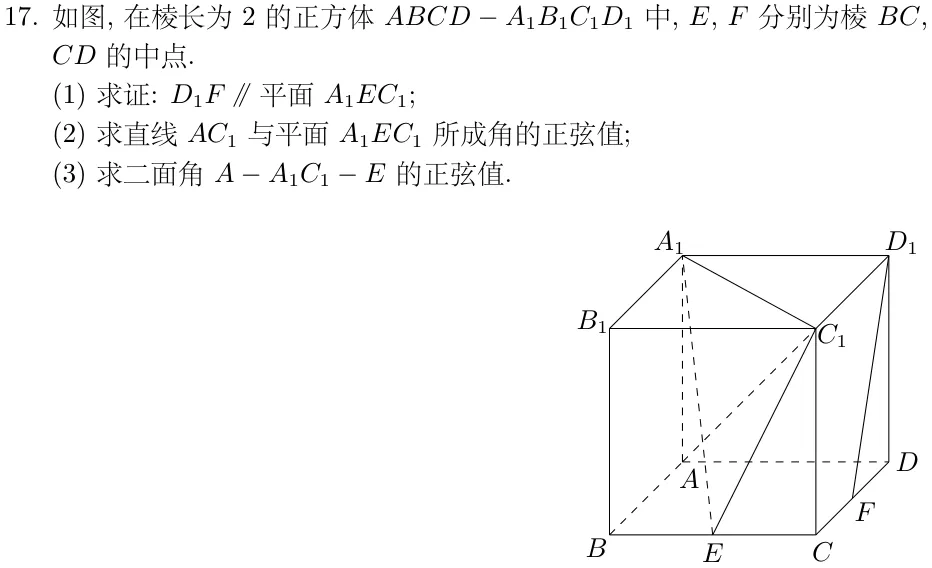 17. 如图, 在棱长为 2 的正方体 ABCD − A₁B₁C₁D₁ 中, E, F 分别为棱 BC,
CD 的中点.
(1) 求证: D₁F ∥ 平面 A₁EC₁;
(2) 求直线 AC₁ 与平面 A₁EC₁ 所成角的正弦值;
(3) 求二面角 A − A₁C₁ − E 的正弦值.
A₁
D₁
B₁
C₁
A
D
F
B
E
C